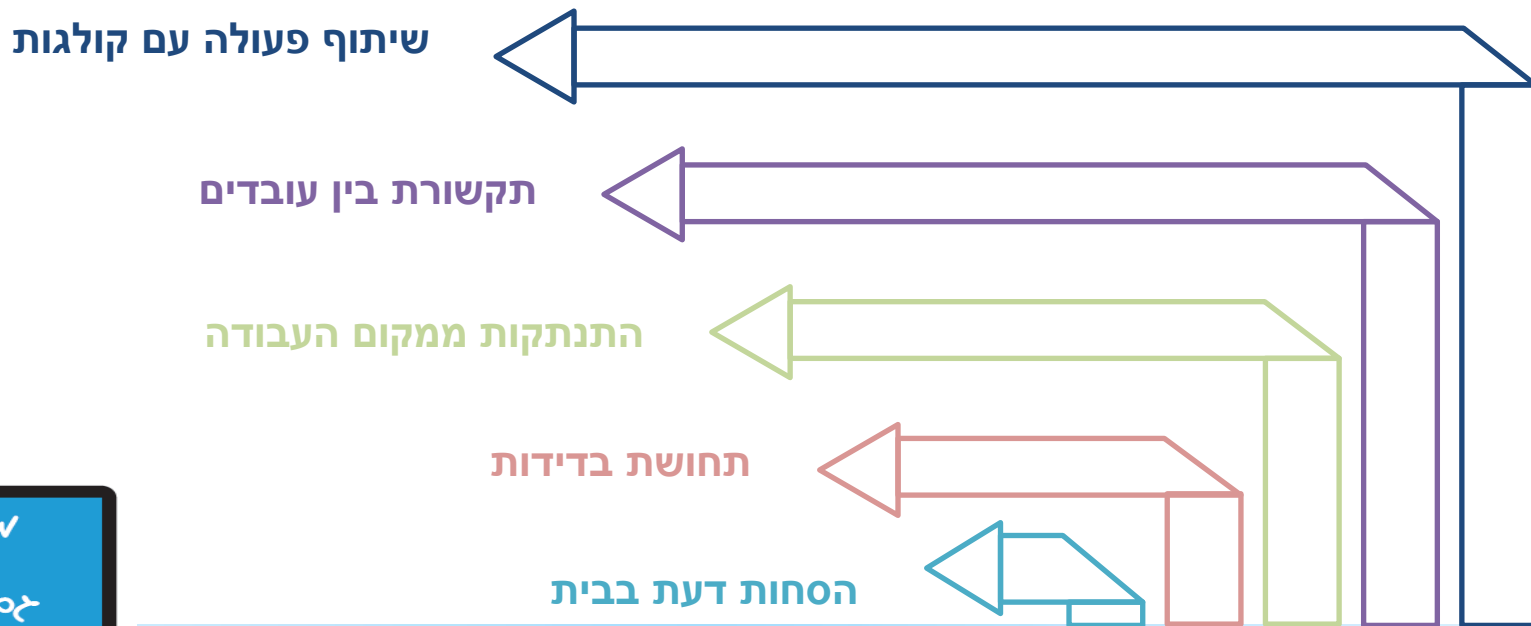 שיתוף פעולה עם קולגות
תקשורת בין עובדים
התנתקות ממקום העבודה
תחושת בדידות
הסחות דעת בבית